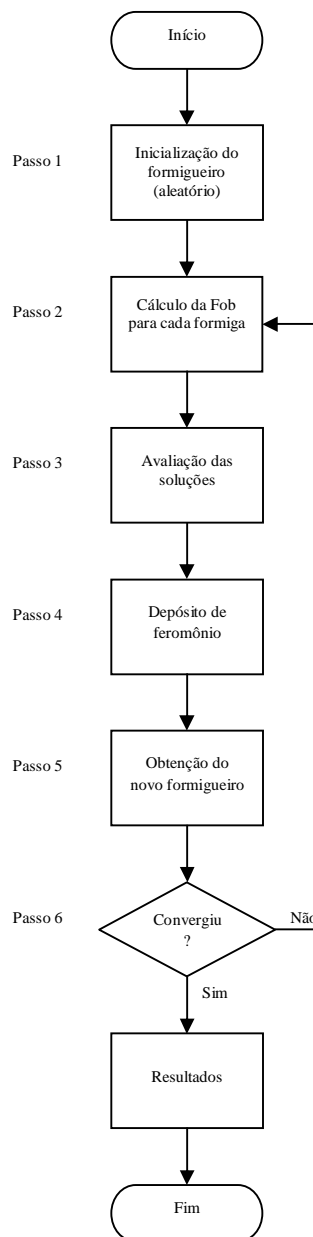 Início
Passo 1
Inicialização do
formigueiro
(aleatório)
Passo 2
Cálculo da Fob
para cada formiga
Passo 3
Avaliação das
soluções
Passo 4
Depósito de
feromônio
Passo 5
Obtenção do
novo formigueiro
Passo 6
Convergiu
?
Não
Sim
Resultados
Fim